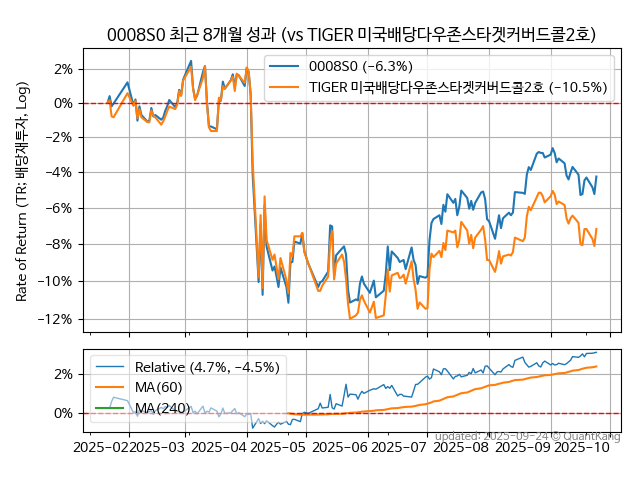 0008S0 최근 8개월 성과 (vs TIGER 미국배당다우존스타겟커버드콜2호)
Rate of Return (TR: 배당재투자, Log)
2%
0%
−2%
−4%
−6%
−8%
−10%
−12%
0008S0 (−6.3%)
TIGER 미국배당다우존스타겟커버드콜2호 (−10.5%)
2%
0%
Relative (4.7%, −4.5%)
MA(60)
MA(240)
updated: 2025-09-24 © QuantKang
2025−02 2025−03 2025−04 2025−05 2025−06 2025−07 2025−08 2025−09 2025−10